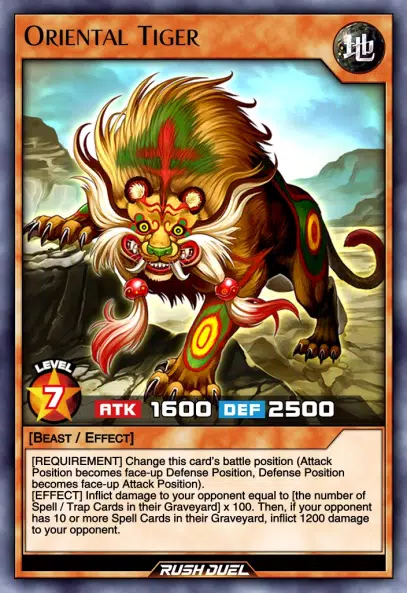 ORIENTAL TIGER
地
LEVEL
7
ATK 1600 DEF 2500
[BEAST / EFFECT]
[REQUIREMENT] Change this card's battle position (Attack
Position becomes face-up Defense Position, Defense Position
becomes face-up Attack Position).
[EFFECT] Inflict damage to your opponent equal to [the number of
Spell / Trap Cards in their Graveyard] x 100. Then, if your opponent
has 10 or more Spell Cards in their Graveyard, inflict 1200 damage
to your opponent.
RUSH DUEL